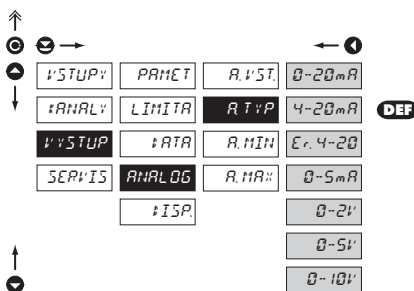 VSTUPY PAMET A.VST. 0-20mA
KANALY LIMITA A.TYP 4-20mA DEF
VYSTUP DATA A.MIN Er.4-20
SERVIS ANALOG A.MAX 0-5mA
DISP. 0-2V
0-5V
0-10V